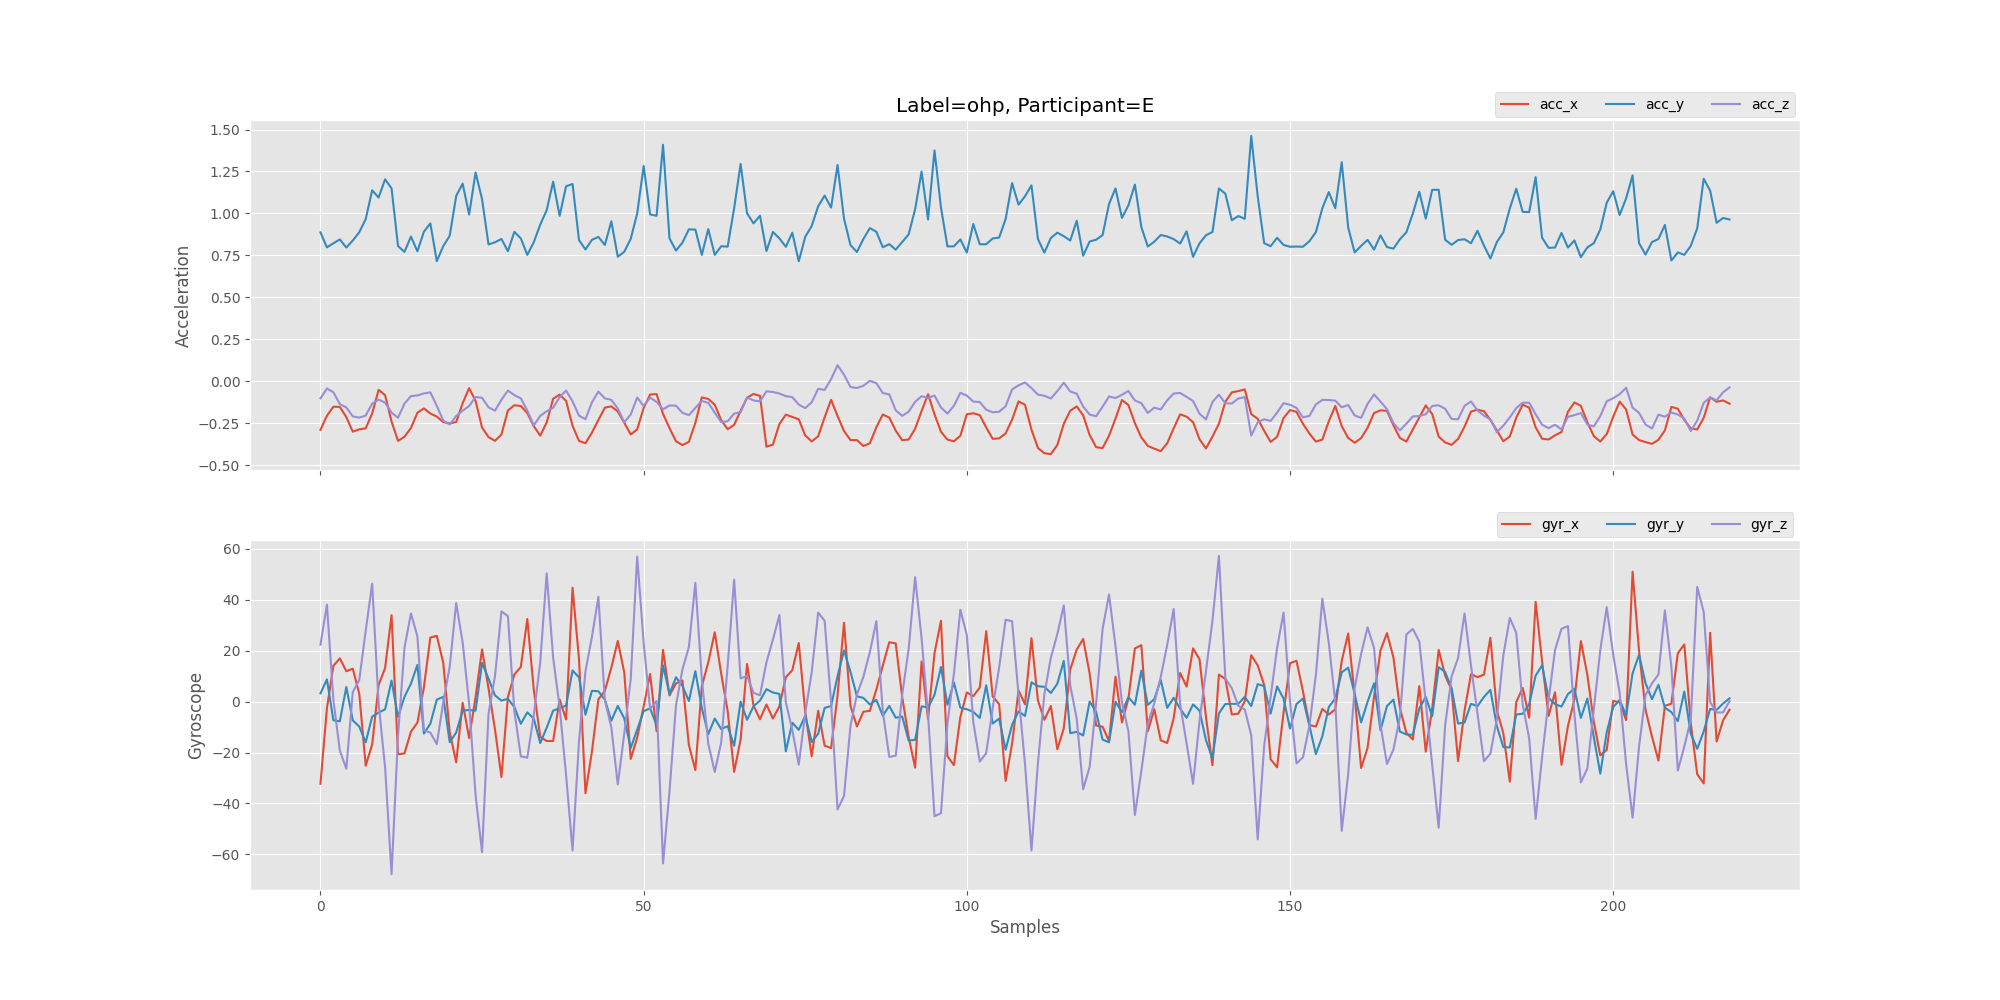 Label=ohp, Participant=E
acc_x acc_y acc_z
1.50
1.25
1.00
0.75
0.50
0.25
0.00
−0.25
−0.50
Acceleration
gyr_x gyr_y gyr_z
60
40
20
0
−20
−40
−60
Gyroscope
0 50 100 150 200
Samples